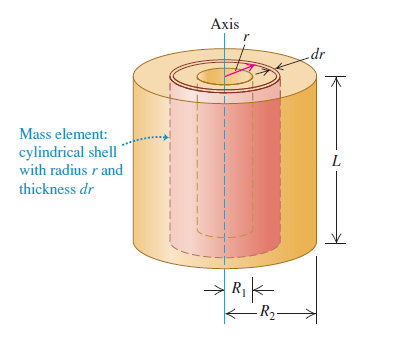 Axis
r
dr
Mass element:
cylindrical shell
with radius r and
thickness dr
L
R₁
R₂